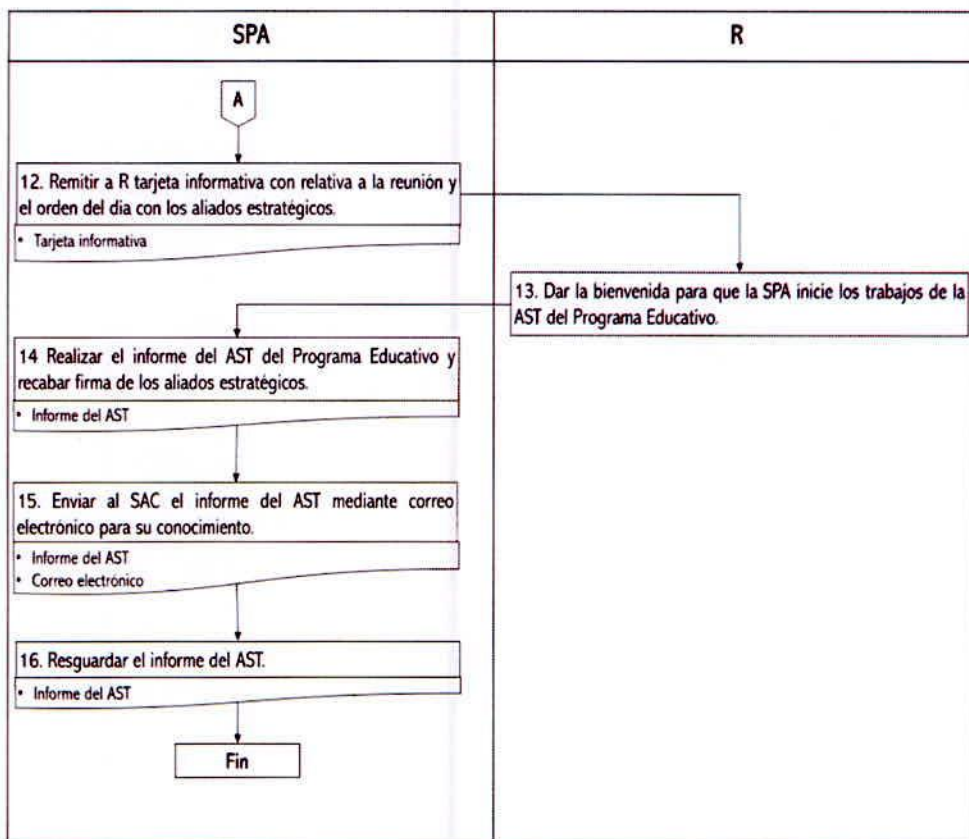 SPA
R
A
12. Remitir a R tarjeta informativa con relativa a la reunión y
el orden del dia con los aliados estratégicos.
• Tarjeta informativa
13. Dar la bienvenida para que la SPA inicie los trabajos de la
AST del Programa Educativo.
14 Realizar el informe del AST del Programa Educativo y
recabar firma de los aliados estratégicos.
• Informe del AST
15. Enviar al SAC el informe del AST mediante correo
electrónico para su conocimiento.
• Informe del AST
• Correo electrónico
16. Resguardar el informe del AST.
• Informe del AST
Fin